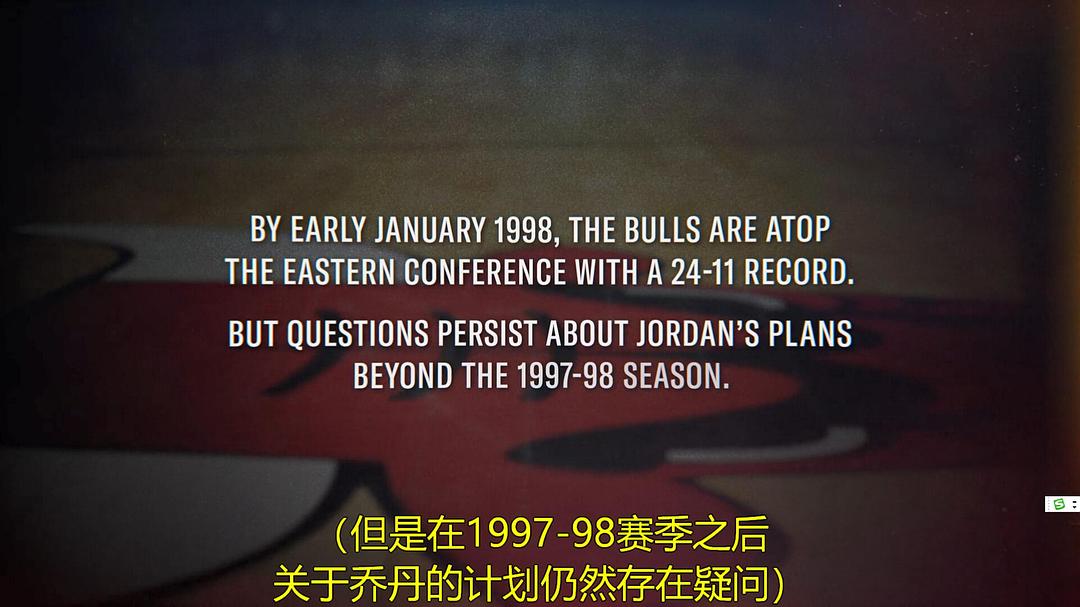 BY EARLY JANUARY 1998, THE BULLS ARE ATOP
THE EASTERN CONFERENCE WITH A 24-11 RECORD.
BUT QUESTIONS PERSIST ABOUT JORDAN’S PLANS
BEYOND THE 1997-98 SEASON.
（但是在1997-98赛季之后
关于乔丹的计划仍然存在疑问）